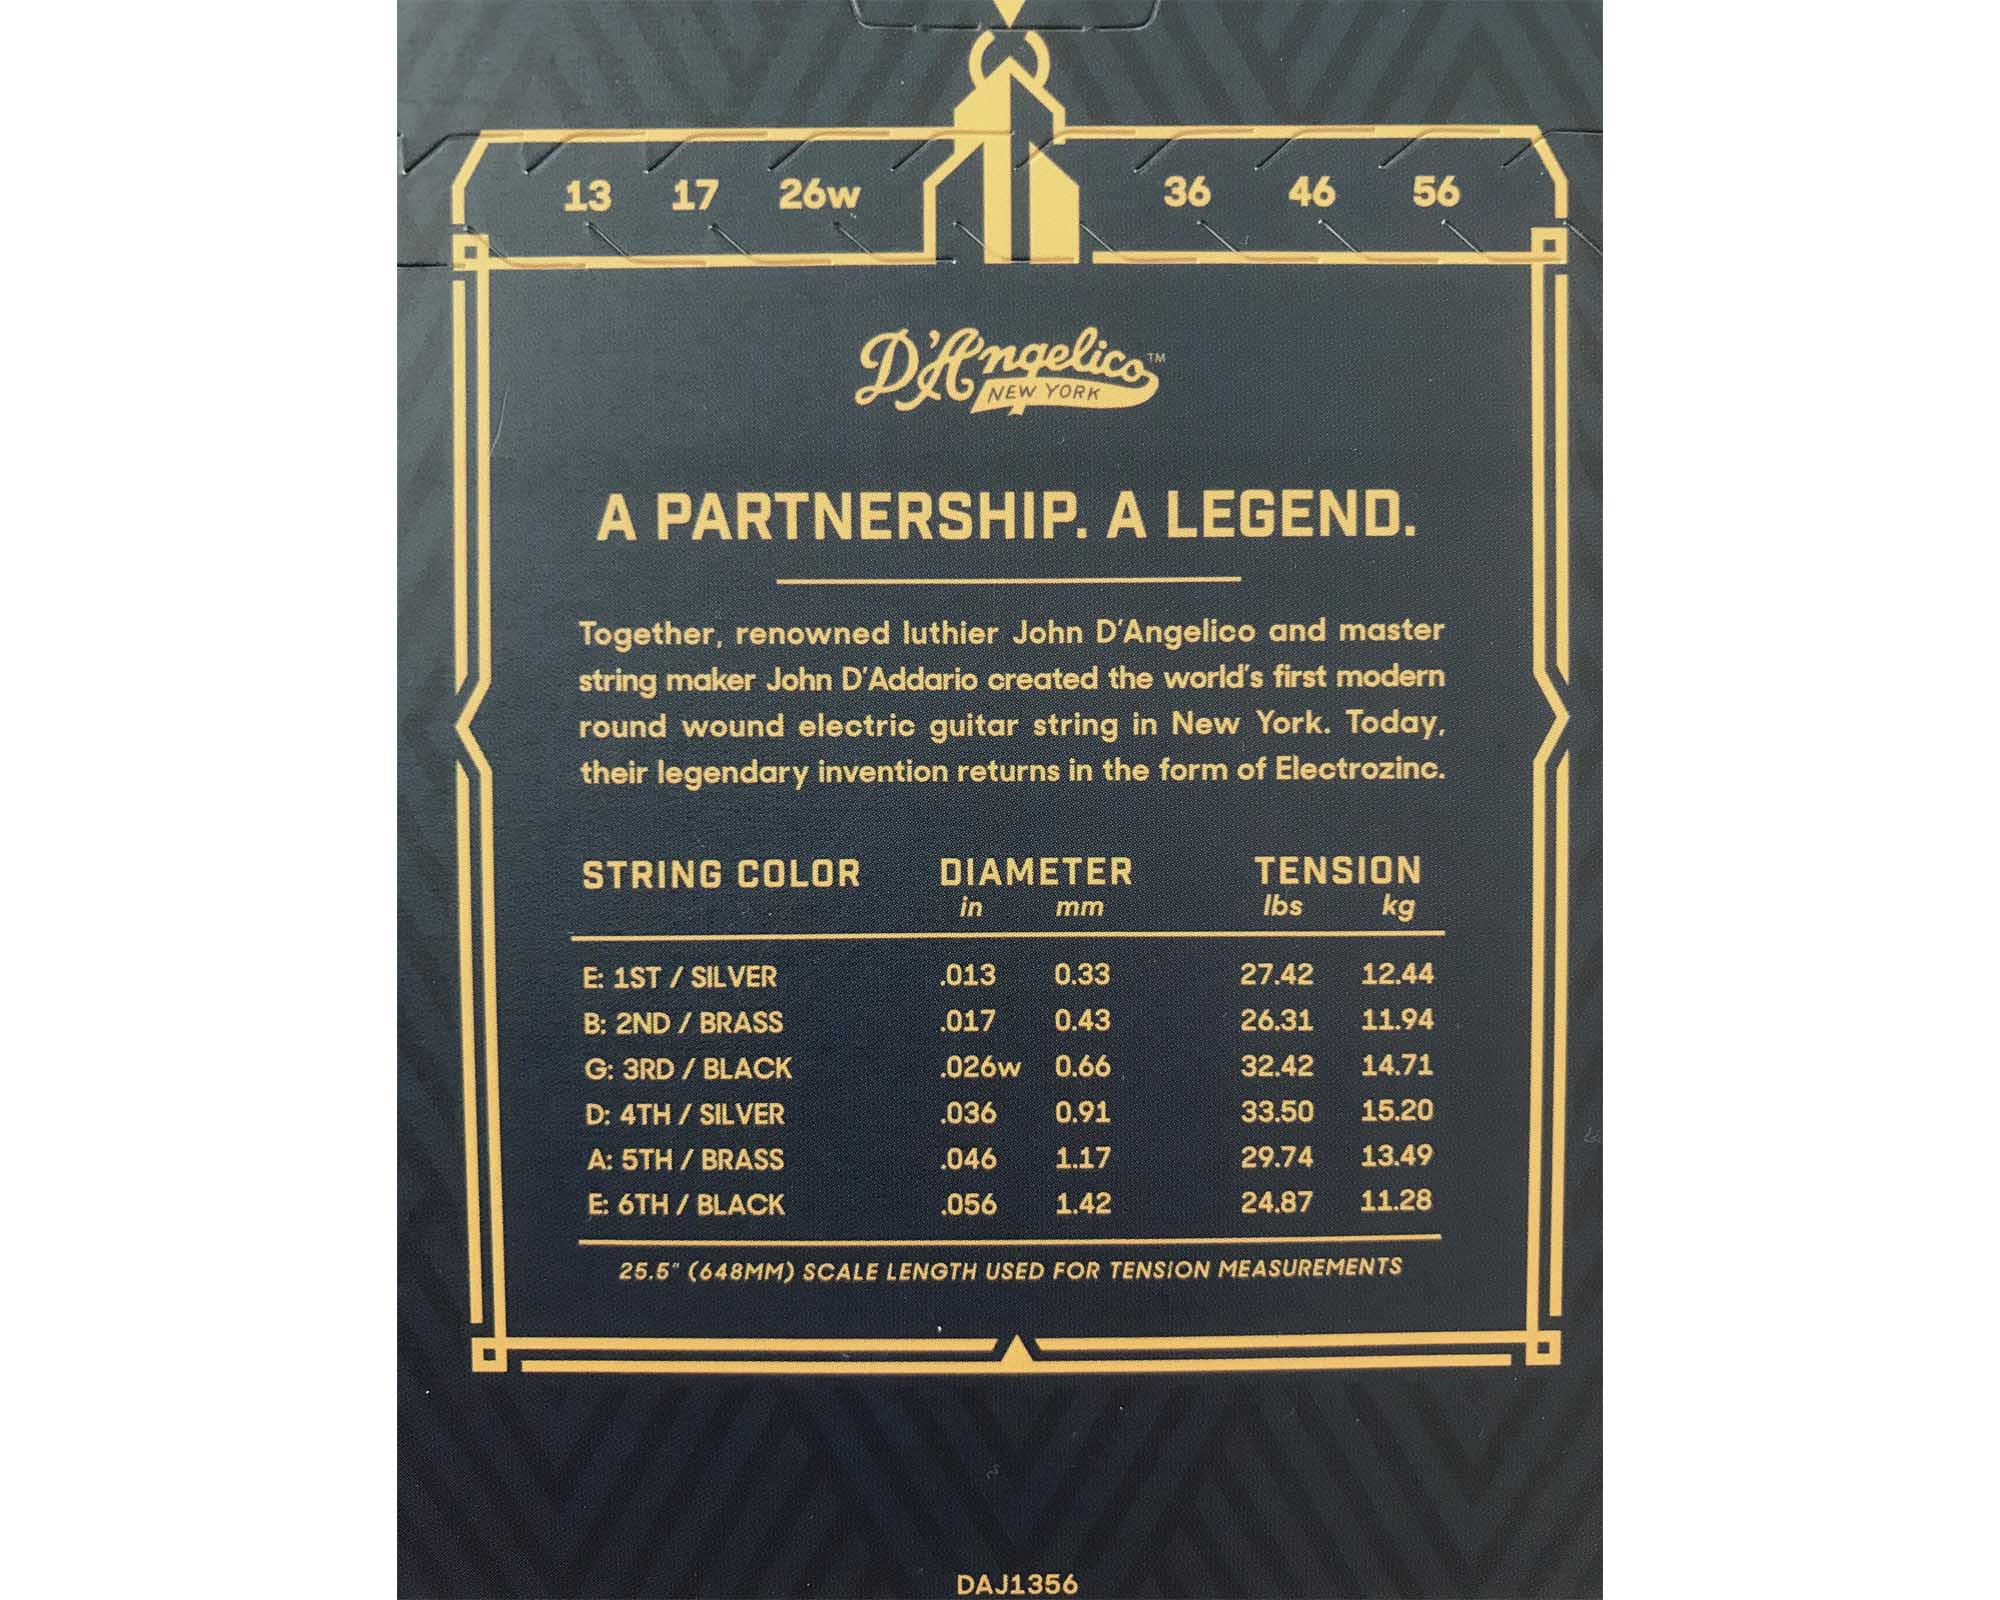 13 17 26w 36 46 56
D'Angelico™
NEW YORK
A PARTNERSHIP. A LEGEND.
Together, renowned luthier John D'Angelico and master
string maker John D'Addario created the world's first modern
round wound electric guitar string in New York. Today,
their legendary invention returns in the form of Electrozinc.
STRING COLOR DIAMETER TENSION
in mm lbs kg
E: 1ST / SILVER .013 0.33 27.42 12.44
B: 2ND / BRASS .017 0.43 26.31 11.94
G: 3RD / BLACK .026w 0.66 32.42 14.71
D: 4TH / SILVER .036 0.91 33.50 15.20
A: 5TH / BRASS .046 1.17 29.74 13.49
E: 6TH / BLACK .056 1.42 24.87 11.28
25.5" (648MM) SCALE LENGTH USED FOR TENSION MEASUREMENTS
DAJ1356